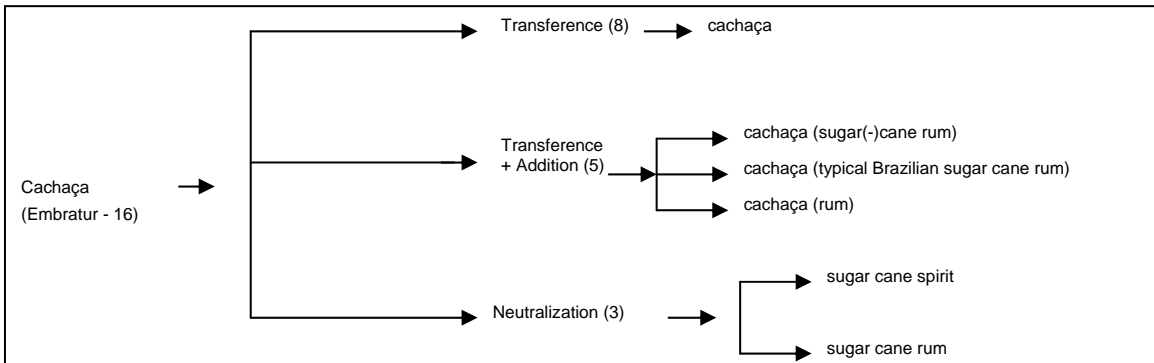 Transference (8)
cachaça
Transference
+ Addition (5)
cachaça (sugar(-)cane rum)
cachaça (typical Brazilian sugar cane rum)
cachaça (rum)
Cachaça
(Embratur - 16)
Neutralization (3)
sugar cane spirit
sugar cane rum